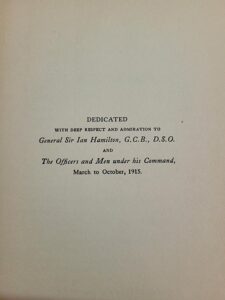 DEDICATED
WITH DEEP RESPECT AND ADMIRATION TO
General Sir Ian Hamilton, G.C.B., D.S.O.
AND
The Officers and Men under his Command,
March to October, 1915.